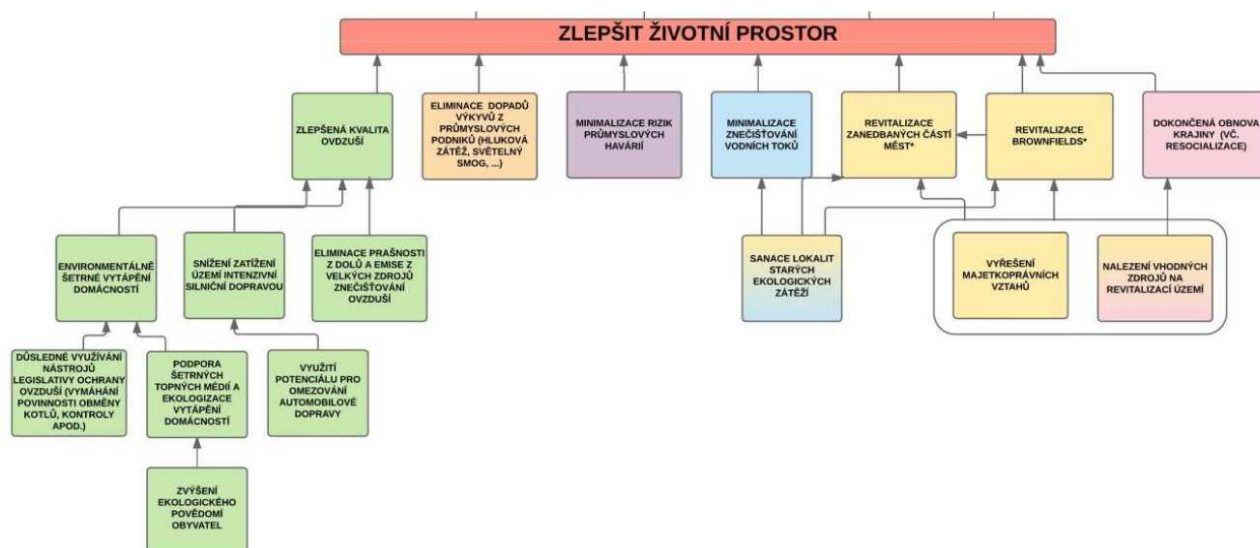 ZLEPŠIT ŽIVOTNÍ PROSTOR
ZLEPŠENÁ KVALITA
OVDZUŠÍ
ELIMINACE DOPADŮ
VÝKYVŮ Z
PRŮMYSLOVÝCH
PODNIKŮ (HLUKOVÁ
ZÁTĚŽ, SVĚTELNÝ
SMOG, ...)
MINIMALIZACE RIZIK
PRŮMYSLOVÝCH
HAVÁRIÍ
MINIMALIZACE
ZNEČIŠŤOVÁNÍ
VODNÍCH TOKŮ
REVITALIZACE
ZANEDBANÝCH ČÁSTÍ
MĚST*
REVITALIZACE
BROWNFIELDS*
DOKONČENÁ OBNOVA
KRAJINY (VČ.
RESOCIALIZACE)
ENVIRONMENTÁLNĚ
ŠETRNÉ VYTÁPĚNÍ
DOMÁCNOSTÍ
SNÍŽENÍ ZATÍŽENÍ
ÚZEMÍ INTENZIVNÍ
SILNIČNÍ DOPRAVOU
ELIMINACE PRAŠNOSTI
Z DOLŮ A EMISE Z
VELKÝCH ZDROJŮ
ZNEČIŠŤOVÁNÍ
OVZDUŠÍ
SANACE LOKALIT
STARÝCH
EKOLOGICKÝCH
ZÁTĚŽÍ
VYŘEŠENÍ
MAJETKOPRÁVNÍCH
VZTAHŮ
NALEZENÍ VHODNÝCH
ZDROJŮ NA
REVITALIZACÍ ÚZEMÍ
DŮSLEDNÉ VYUŽÍVÁNÍ
NÁSTROJŮ
LEGISLATIVY OCHRANY
OVZDUŠÍ (VYMÁHÁNÍ
POVINNOSTI OBMĚNY
KOTLŮ, KONTROLY
APOD.)
PODPORA
ŠETRNÝCH
TOPNÝCH MÉDIÍ A
EKOLOGIZACE
VYTÁPĚNÍ
DOMÁCNOSTÍ
VYUŽITÍ
POTENCIÁLU PRO
OMEZOVÁNÍ
AUTOMOBILOVÉ
DOPRAVY
ZVÝŠENÍ
EKOLOGICKÉHO
POVĚDOMÍ
OBYVATEL